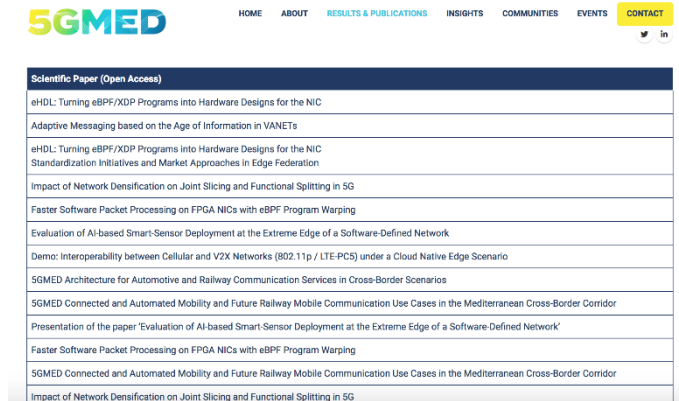 5GMED
HOME ABOUT RESULTS & PUBLICATIONS INSIGHTS COMMUNITIES EVENTS CONTACT
Scientific Paper (Open Access)
eHDL: Turning eBPF/XDP Programs into Hardware Designs for the NIC
Adaptive Messaging based on the Age of Information in VANETs
eHDL: Turning eBPF/XDP Programs into Hardware Designs for the NIC
Standardization Initiatives and Market Approaches in Edge Federation
Impact of Network Densification on Joint Slicing and Functional Splitting in 5G
Faster Software Packet Processing on FPGA NICs with eBPF Program Warping
Evaluation of AI-based Smart-Sensor Deployment at the Extreme Edge of a Software-Defined Network
Demo: Interoperability between Cellular and V2X Networks (802.11p / LTE-PC5) under a Cloud Native Edge Scenario
5GMED Architecture for Automotive and Railway Communication Services in Cross-Border Scenarios
5GMED Connected and Automated Mobility and Future Railway Mobile Communication Use Cases in the Mediterranean Cross-Border Corridor
Presentation of the paper 'Evaluation of AI-based Smart-Sensor Deployment at the Extreme Edge of a Software-Defined Network'
Faster Software Packet Processing on FPGA NICs with eBPF Program Warping
5GMED Connected and Automated Mobility and Future Railway Mobile Communication Use Cases in the Mediterranean Cross-Border Corridor
Impact of Network Densification on Joint Slicing and Functional Splitting in 5G